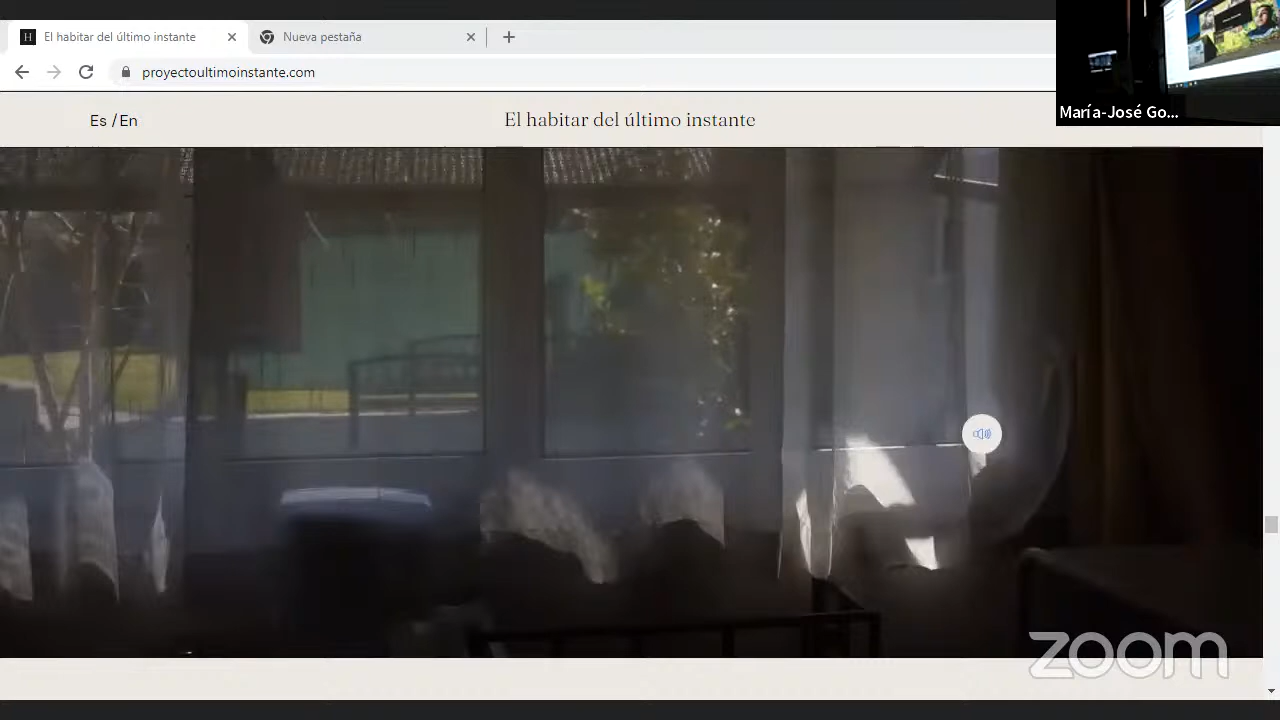 El habitar del último instante
Nueva pestaña
proyectoultimoinstante.com
Es / En
El habitar del último instante
María-José Go...
zoom